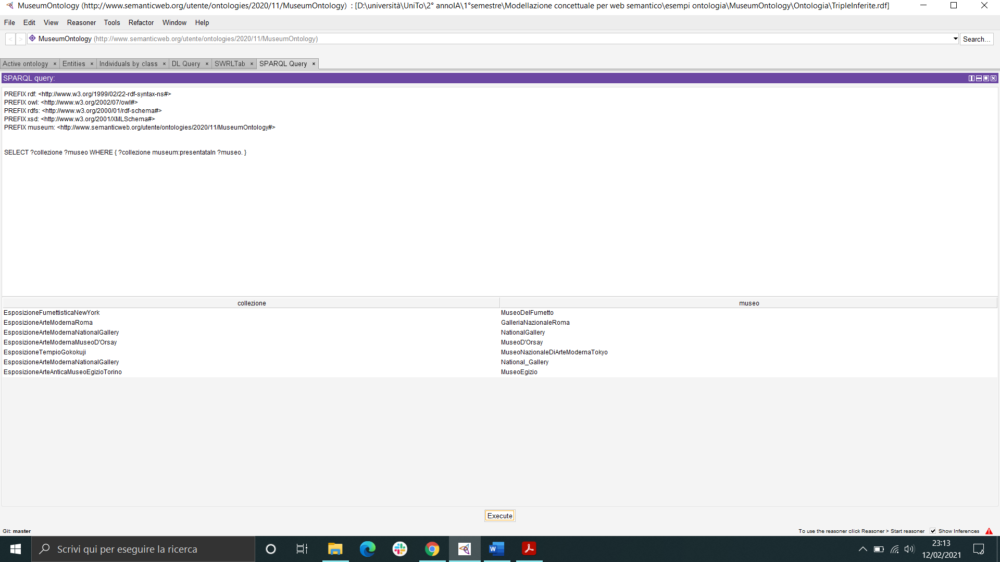 MuseumOntology (http://www.semanticweb.org/utente/ontologies/2020/11/MuseumOntology)  : [D:\università\UniTo\2° annoIA\1°semestre\Modellazione concettuale per web semantico\esempi ontologia\MuseumOntology\Ontologia\TripleInferite.rdf]
File Edit View Reasoner Tools Refactor Window Help
< > MuseumOntology (http://www.semanticweb.org/utente/ontologies/2020/11/MuseumOntology) Search...
Active ontology × Entities × Individuals by class × DL Query × SWRLTab × SPARQL Query ×
SPARQL query:
PREFIX rdf: <http://www.w3.org/1999/02/22-rdf-syntax-ns#>
PREFIX owl: <http://www.w3.org/2002/07/owl#>
PREFIX rdfs: <http://www.w3.org/2000/01/rdf-schema#>
PREFIX xsd: <http://www.w3.org/2001/XMLSchema#>
PREFIX museum: <http://www.semanticweb.org/utente/ontologies/2020/11/MuseumOntology#>
SELECT ?collezione ?museo WHERE { ?collezione museum:presentataIn ?museo. }
collezione museo
EsposizioneFumettisticaNewYork MuseoDelFumetto
EsposizioneArteModernaRoma GalleriaNazionaleRoma
EsposizioneArteModernaNationalGallery NationalGallery
EsposizioneArteModernaMuseoD'Orsay MuseoD'Orsay
EsposizioneTempioGokokuji MuseoNazionaleDiArteModernaTokyo
EsposizioneArteModernaNationalGallery National_Gallery
EsposizioneArteAnticaMuseoEgizioTorino MuseoEgizio
Execute
Git: master To use the reasoner click Reasoner > Start reasoner Show Inferences
Scrivi qui per eseguire la ricerca
23:13
12/02/2021